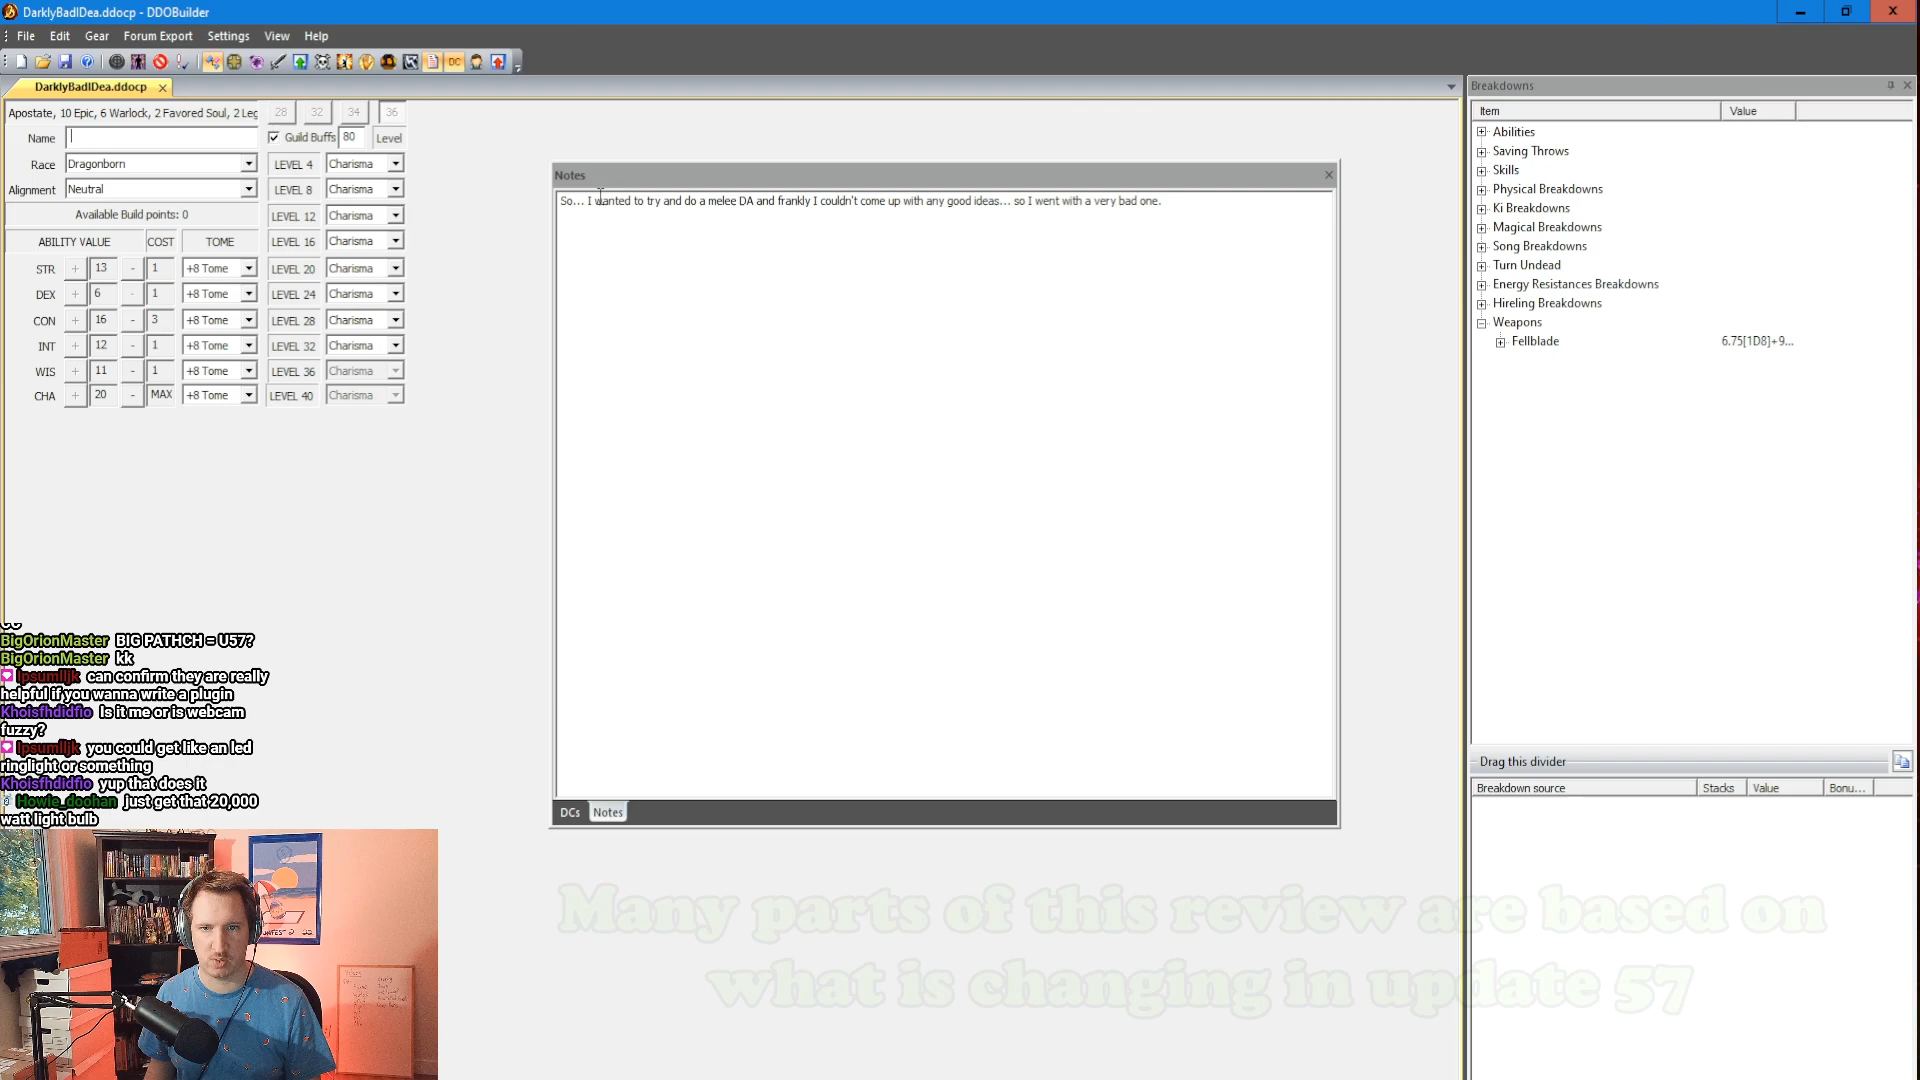 DarklyBadIDea.ddocp - DDOBuilder
File Edit Gear Forum Export Settings View Help
DarklyBadIDea.ddocp
Apostate, 10 Epic, 6 Warlock, 2 Favored Soul, 2 Leg
28 32 34 36
Name
Guild Buffs 80 Level
Race Dragonborn LEVEL 4 Charisma
Alignment Neutral LEVEL 8 Charisma
Available Build points: 0 LEVEL 12 Charisma
ABILITY VALUE COST TOME LEVEL 16 Charisma
STR + 13 - 1 +8 Tome LEVEL 20 Charisma
DEX + 6 - 1 +8 Tome LEVEL 24 Charisma
CON + 16 - 3 +8 Tome LEVEL 28 Charisma
INT + 12 - 1 +8 Tome LEVEL 32 Charisma
WIS + 11 - 1 +8 Tome LEVEL 36 Charisma
CHA + 20 - MAX +8 Tome LEVEL 40 Charisma
Notes
So... I wanted to try and do a melee DA and frankly I couldn't come up with any good ideas... so I went with a very bad one.
DCs Notes
Breakdowns
Item Value
Abilities
Saving Throws
Skills
Physical Breakdowns
Ki Breakdowns
Magical Breakdowns
Song Breakdowns
Turn Undead
Energy Resistances Breakdowns
Hireling Breakdowns
Weapons
Fellblade 6.75[1D8]+9...
Drag this divider
Breakdown source Stacks Value Bonu...
BigOrionMaster BIG PATHCH = U57?
BigOrionMaster kk
Ipsumiljk can confirm they are really
helpful if you wanna write a plugin
Khoisfhdidfio Is it me or is webcam
fuzzy?
Ipsumiljk you could get like an led
ringlight or something
Khoisfhdidfio yup that does it
Howie_doohan just get that 20,000
watt light bulb
Many parts of this review are based on
what is changing in update 57